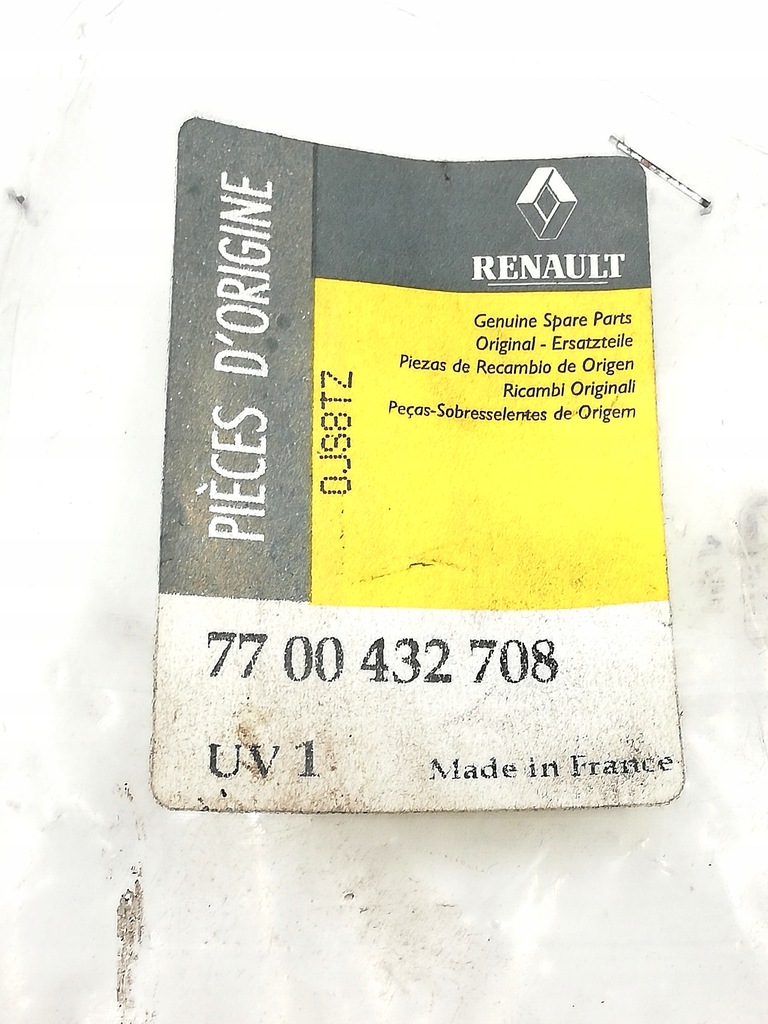 PIÈCES D'ORIGINE
RENAULT
Genuine Spare Parts
Original - Ersatzteile
Piezas de Recambio de Origen
Ricambi Originali
Peças-Sobresselentes de Origem
77 00 432 708
UV 1
Made in France